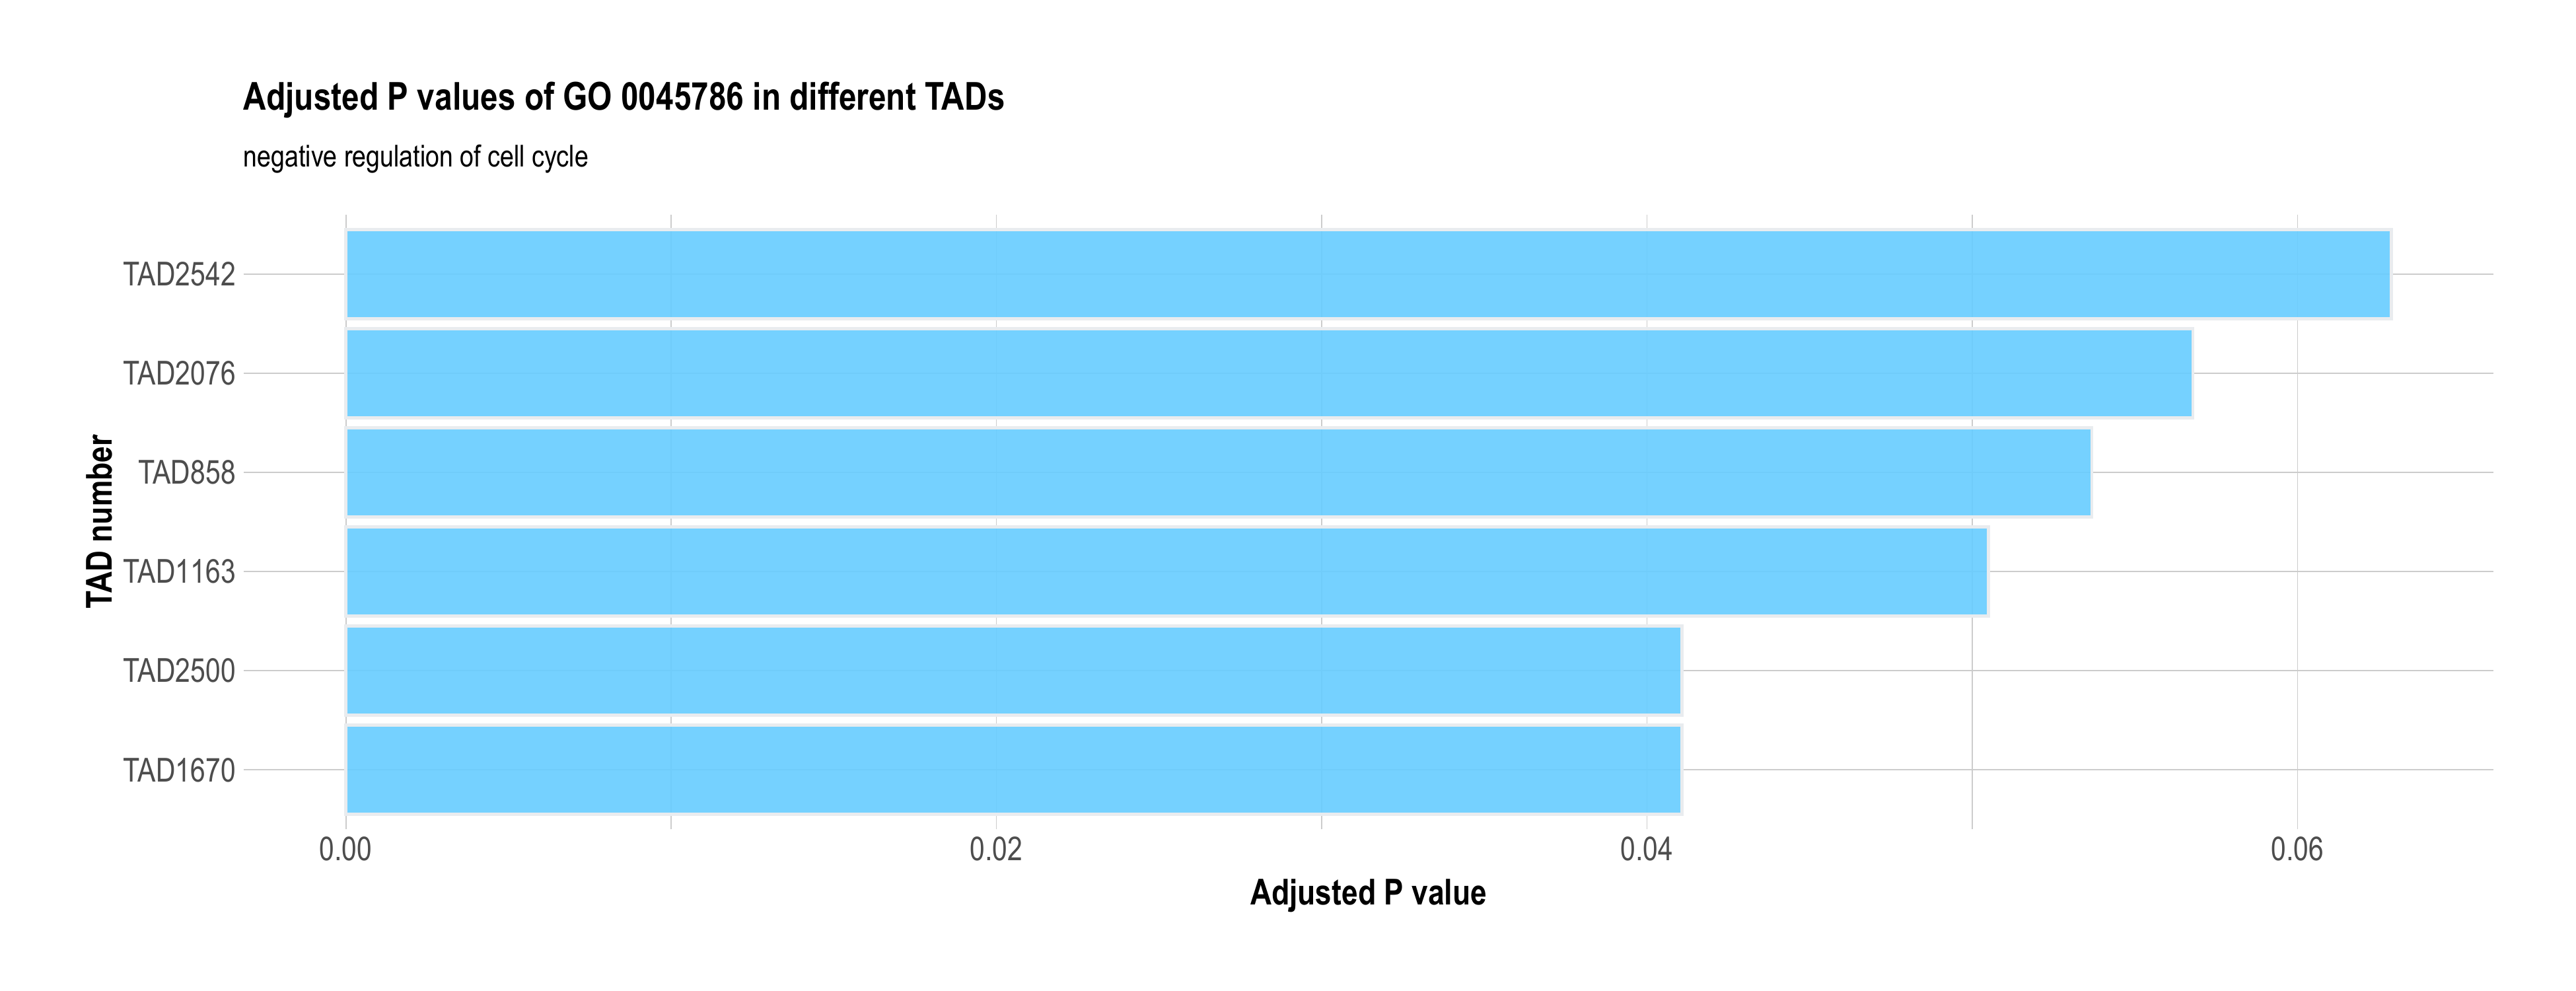 Adjusted P values of GO 0045786 in different TADs
negative regulation of cell cycle
TAD number
TAD2542
TAD2076
TAD858
TAD1163
TAD2500
TAD1670
0.00 0.02 0.04 0.06
Adjusted P value